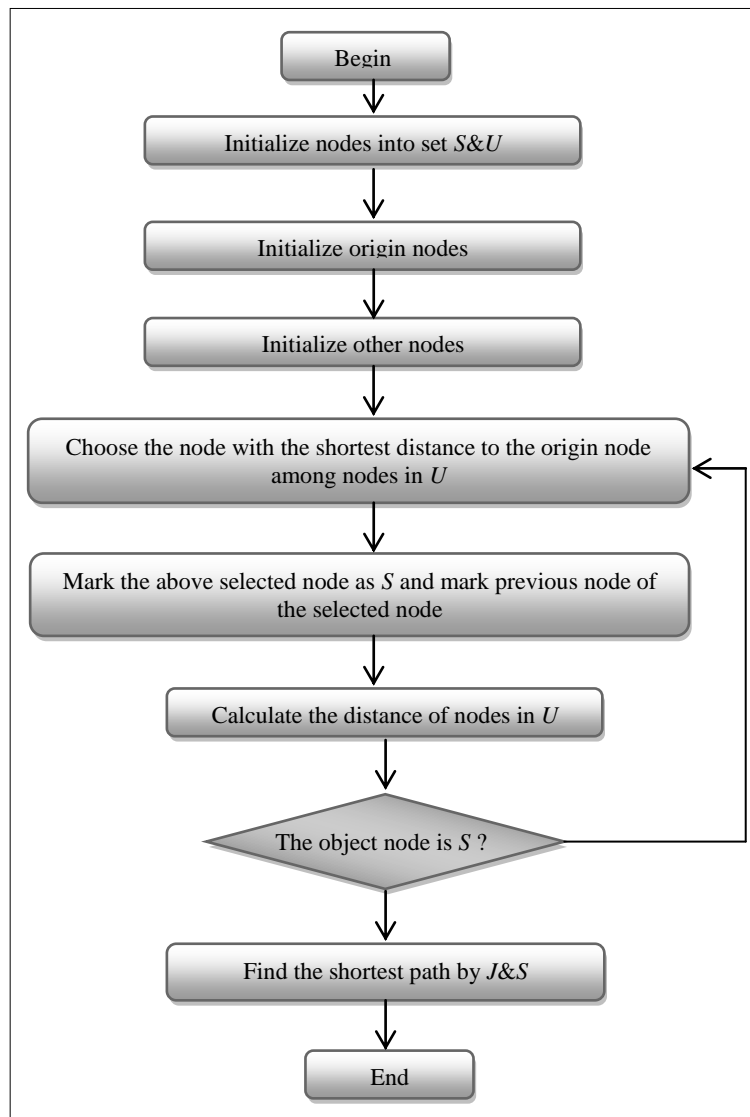 Begin
Initialize nodes into set S&U
Initialize origin nodes
Initialize other nodes
Choose the node with the shortest distance to the origin node
among nodes in U
Mark the above selected node as S and mark previous node of
the selected node
Calculate the distance of nodes in U
The object node is S ?
Find the shortest path by J&S
End